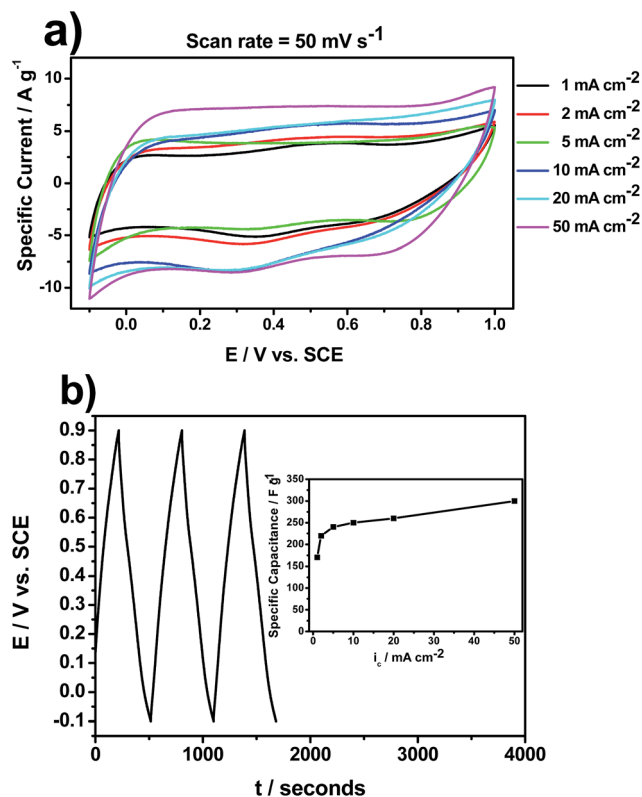 a)
Scan rate = 50 mV s-1
Specific Current / A g-1
10
5
0
-5
-10
0.0 0.2 0.4 0.6 0.8 1.0
E / V vs. SCE
1 mA cm-2
2 mA cm-2
5 mA cm-2
10 mA cm-2
20 mA cm-2
50 mA cm-2
b)
E / V vs. SCE
0.9
0.8
0.7
0.6
0.5
0.4
0.3
0.2
0.1
0.0
-0.1
0 1000 2000 3000 4000
t / seconds
Specific Capacitance / F g-1
350
300
250
200
150
100
50
0
0 10 20 30 40 50
ic / mA cm-2